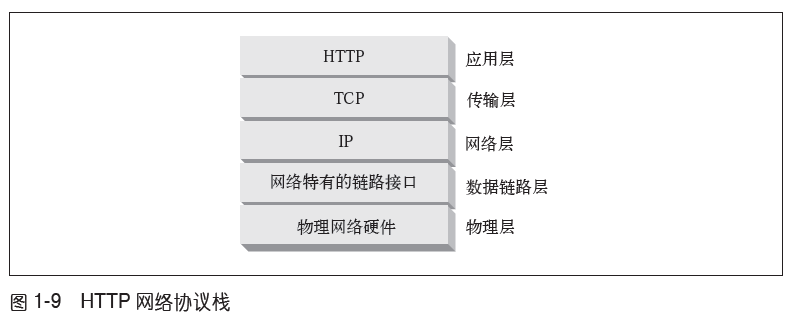 HTTP 应用层
TCP 传输层
IP 网络层
网络特有的链路接口 数据链路层
物理网络硬件 物理层
图 1-9 HTTP 网络协议栈